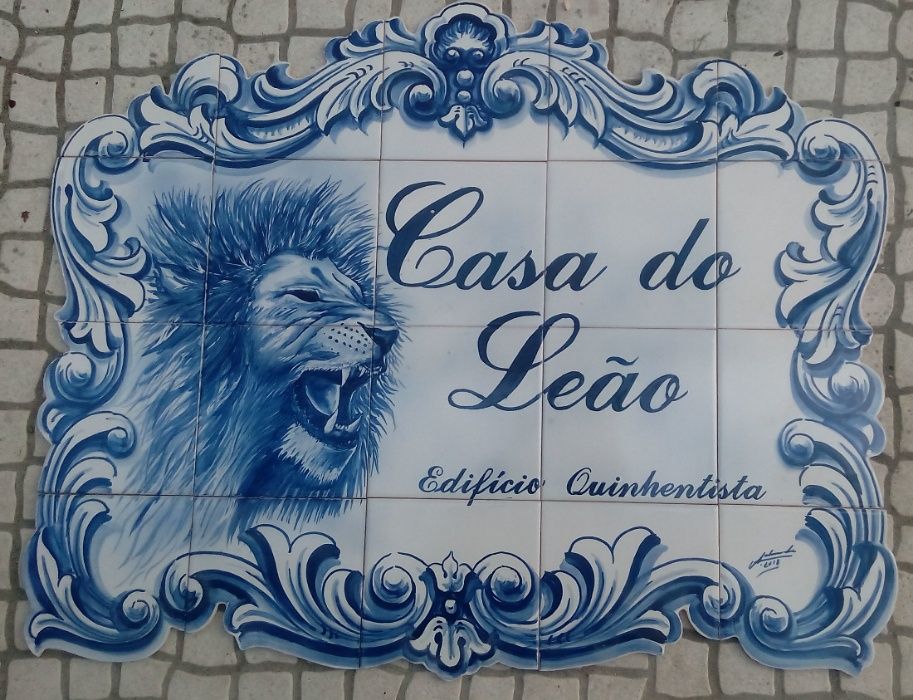 Casa do
Leão
Edifício Quinhentista